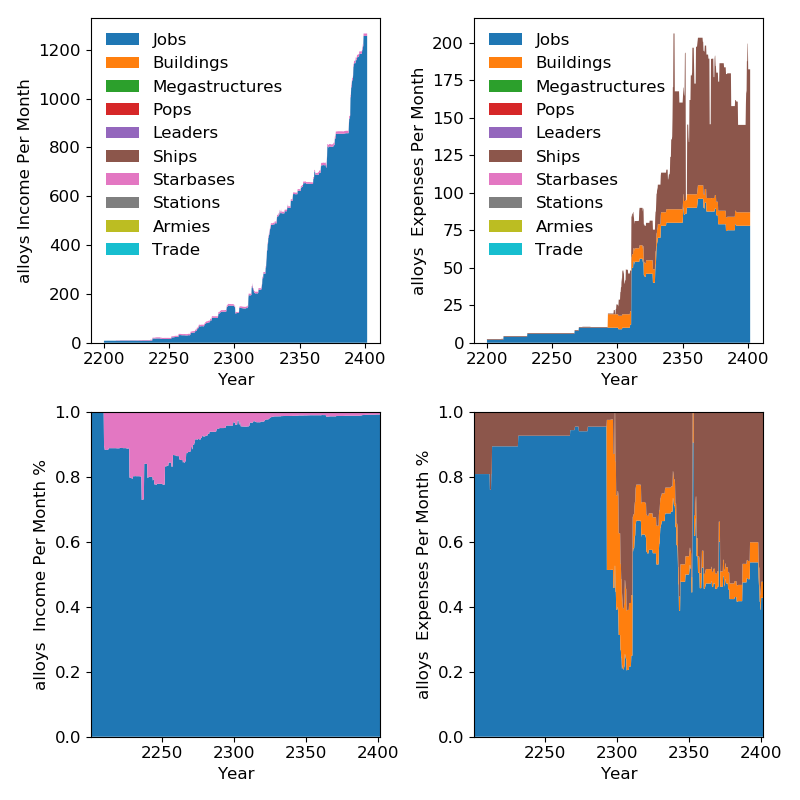 alloys Income Per Month
1200
1000
800
600
400
200
0
Jobs
Buildings
Megastructures
Pops
Leaders
Ships
Starbases
Stations
Armies
Trade
2200 2250 2300 2350 2400
Year
alloys  Expenses Per Month
200
175
150
125
100
75
50
25
0
Jobs
Buildings
Megastructures
Pops
Leaders
Ships
Starbases
Stations
Armies
Trade
2200 2250 2300 2350 2400
Year
alloys  Income Per Month %
1.0
0.8
0.6
0.4
0.2
0.0
2250 2300 2350 2400
Year
alloys  Expenses Per Month %
1.0
0.8
0.6
0.4
0.2
0.0
2250 2300 2350 2400
Year